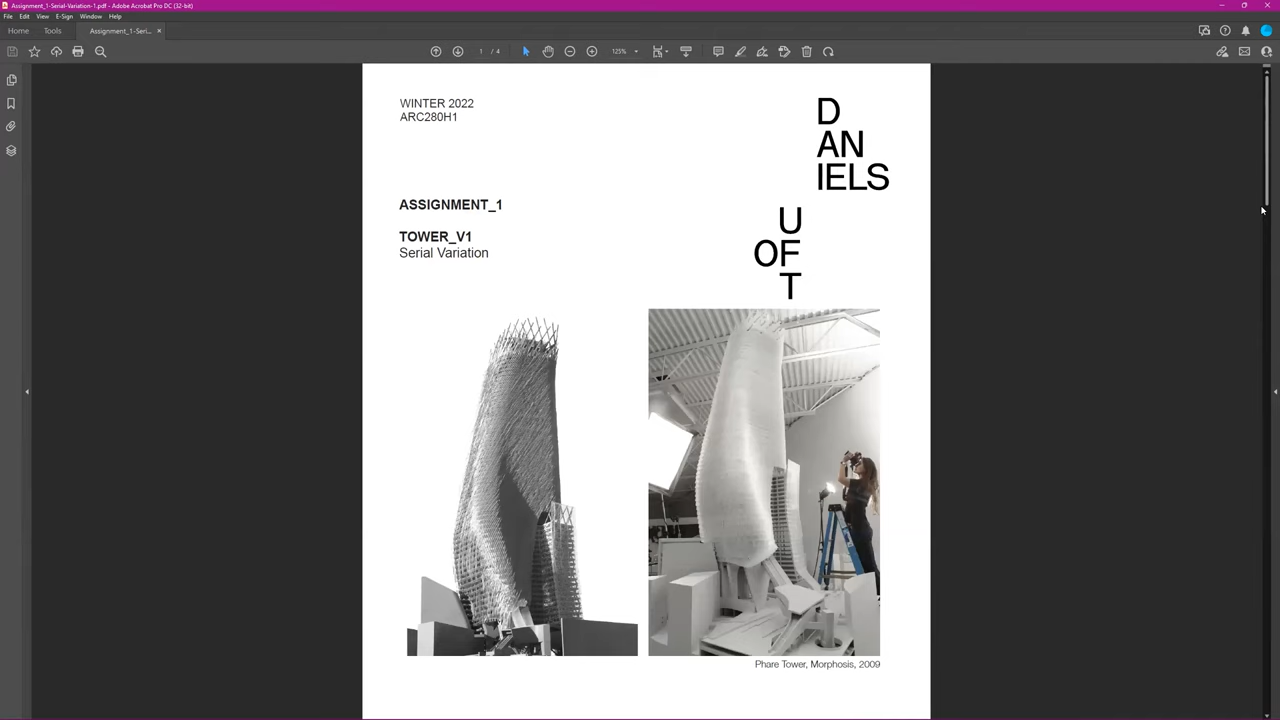 Assignment_1-Serial-Variation-1.pdf - Adobe Acrobat Pro DC (32-bit)
File Edit View E-Sign Window Help
Home Tools Assignment_1-Seri... ×
1 / 4 125%
WINTER 2022
ARC280H1
D
AN
IELS
ASSIGNMENT_1
U
OF
T
TOWER_V1
Serial Variation
Phare Tower, Morphosis, 2009